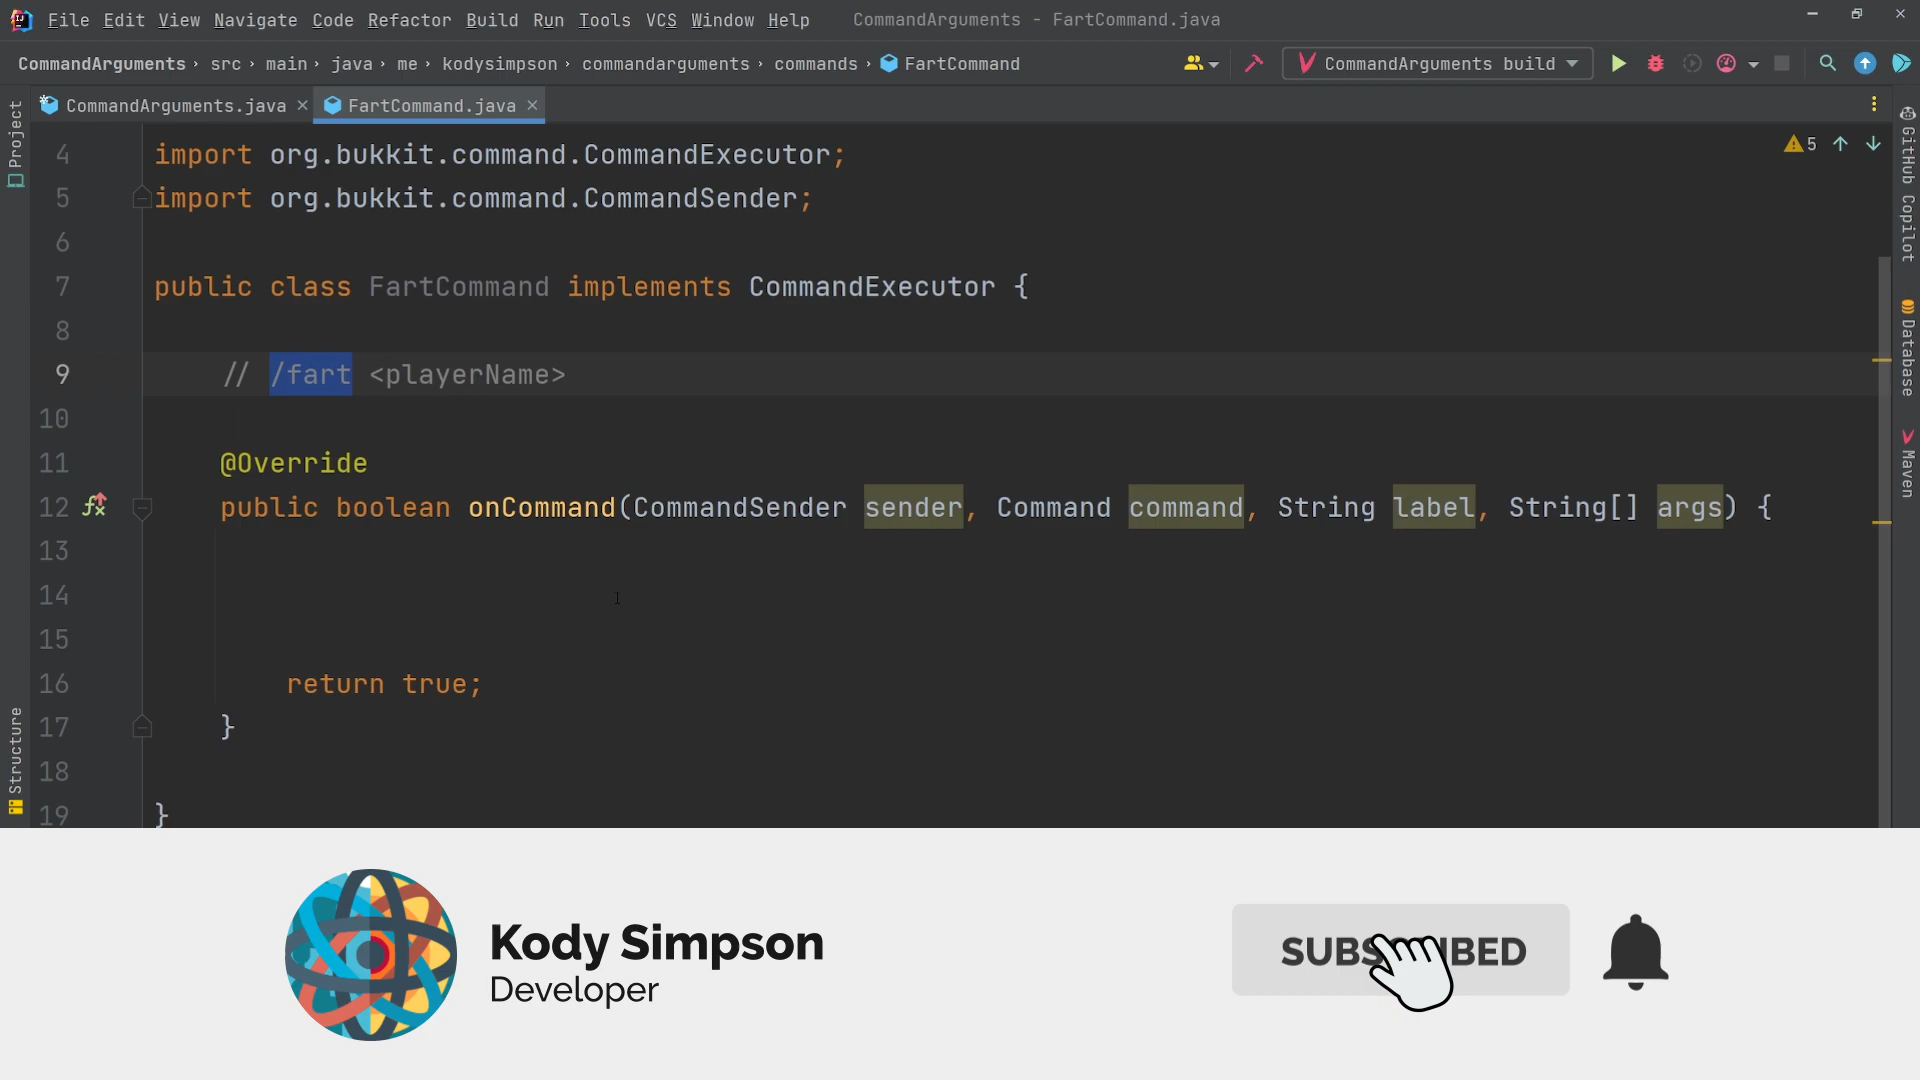 File Edit View Navigate Code Refactor Build Run Tools VCS Window Help CommandArguments - FartCommand.java
CommandArguments › src › main › java › me › kodysimpson › commandarguments › commands › FartCommand
CommandArguments build
CommandArguments.java
FartCommand.java
Project
Structure
GitHub Copilot
Database
Maven
5
4 import org.bukkit.command.CommandExecutor;
5 import org.bukkit.command.CommandSender;
6
7 public class FartCommand implements CommandExecutor {
8
9 // /fart <playerName>
10
11 @Override
12 public boolean onCommand(CommandSender sender, Command command, String label, String[] args) {
13
14
15
16 return true;
17 }
18
19 }
Kody Simpson
Developer
SUBSCRIBED